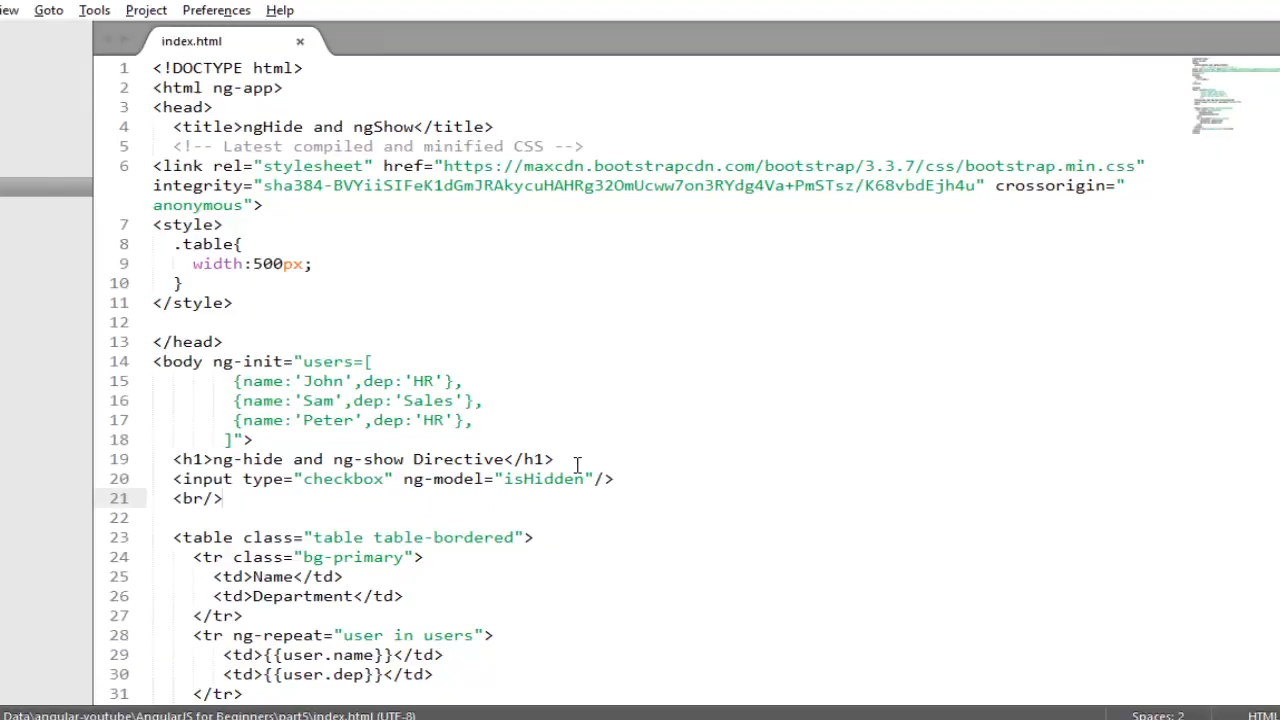 iew Goto Tools Project Preferences Help
index.html ×
1 <!DOCTYPE html>
2 <html ng-app>
3 <head>
4 <title>ngHide and ngShow</title>
5 <!-- Latest compiled and minified CSS -->
6 <link rel="stylesheet" href="https://maxcdn.bootstrapcdn.com/bootstrap/3.3.7/css/bootstrap.min.css"
integrity="sha384-BVYiiSIFeK1dGmJRAkycuHAHRg32OmUcww7on3RYdg4Va+PmSTsz/K68vbdEjh4u" crossorigin="
anonymous">
7 <style>
8 .table{
9 width:500px;
10 }
11 </style>
12
13 </head>
14 <body ng-init="users=[
15 {name:'John',dep:'HR'},
16 {name:'Sam',dep:'Sales'},
17 {name:'Peter',dep:'HR'},
18 ]">
19 <h1>ng-hide and ng-show Directive</h1>
20 <input type="checkbox" ng-model="isHidden"/>
21 <br/>
22
23 <table class="table table-bordered">
24 <tr class="bg-primary">
25 <td>Name</td>
26 <td>Department</td>
27 </tr>
28 <tr ng-repeat="user in users">
29 <td>{{user.name}}</td>
30 <td>{{user.dep}}</td>
31 </tr>
Data\angular-youtube\AngularJS for Beginners\part5\index.html (UTF-8) Spaces: 2 HTML